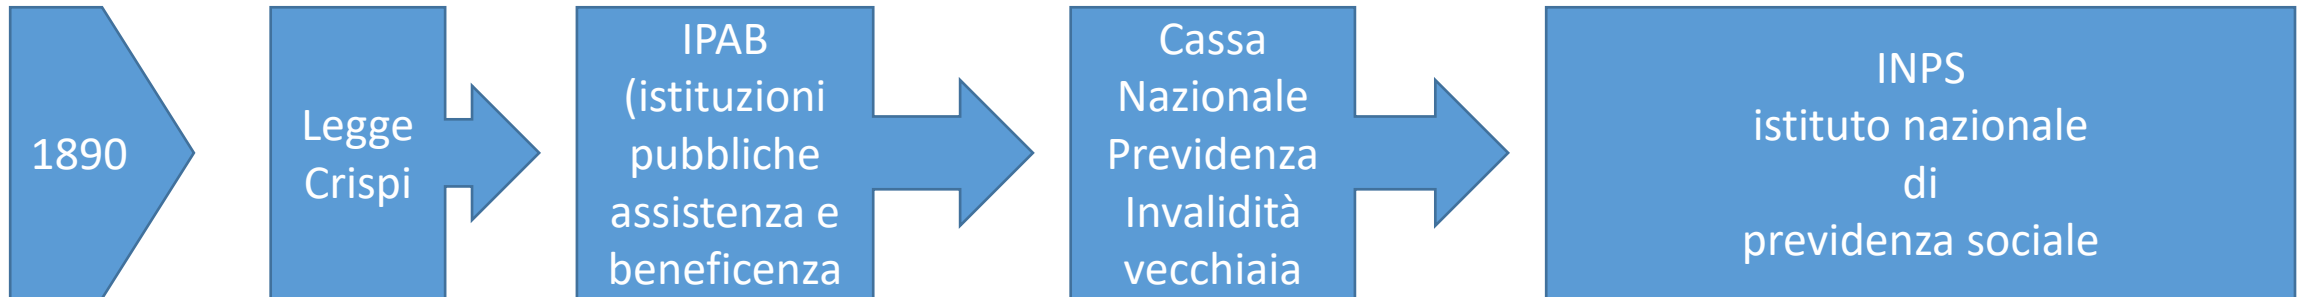 1890
Legge
Crispi
IPAB
(istituzioni
pubbliche
assistenza e
beneficenza
Cassa
Nazionale
Previdenza
Invalidità
vecchiaia
INPS
istituto nazionale
di
previdenza sociale